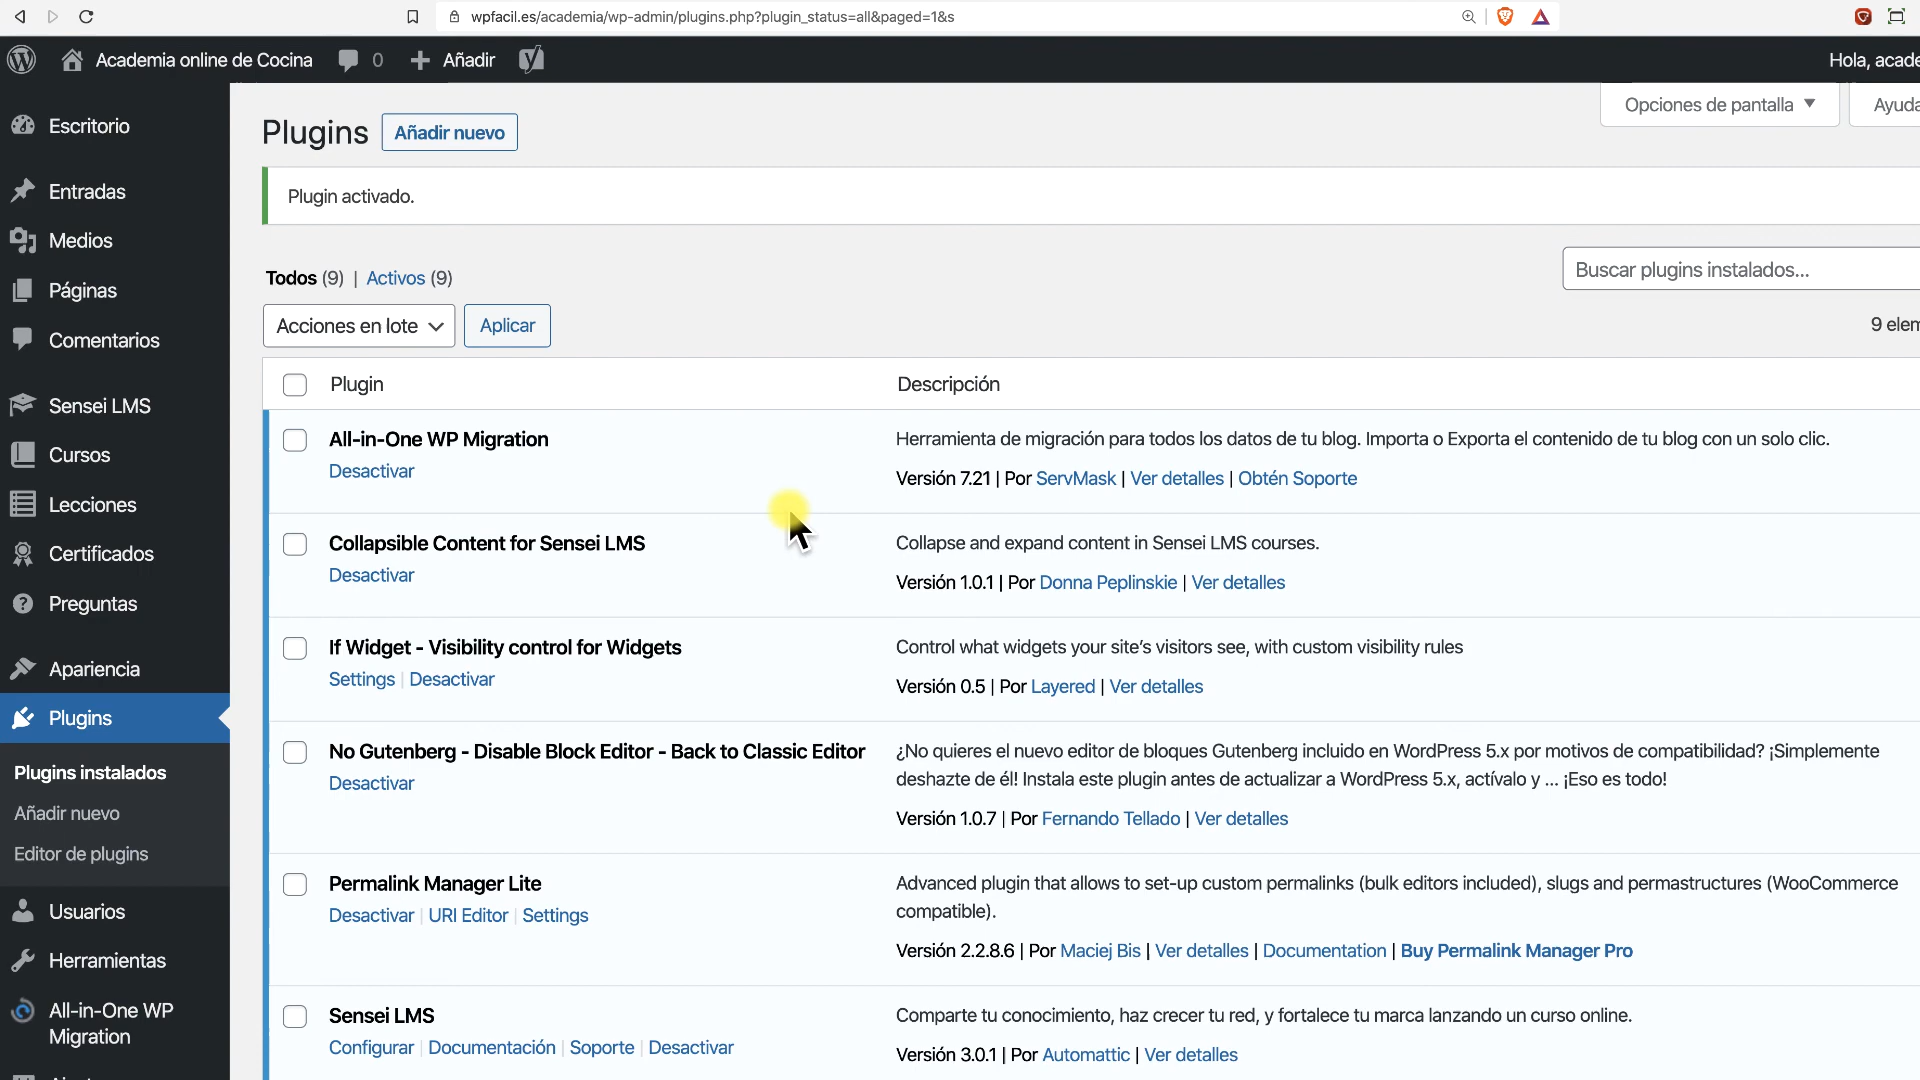 wpfacil.es/academia/wp-admin/plugins.php?plugin_status=all&paged=1&s
Academia online de Cocina
0
Añadir
Hola, acade
Escritorio
Entradas
Medios
Páginas
Comentarios
Sensei LMS
Cursos
Lecciones
Certificados
Preguntas
Apariencia
Plugins
Plugins instalados
Añadir nuevo
Editor de plugins
Usuarios
Herramientas
All-in-One WP
Migration
Opciones de pantalla
Ayuda
Plugins
Añadir nuevo
Plugin activado.
Todos (9) | Activos (9)
Buscar plugins instalados...
Acciones en lote
Aplicar
9 elem
Plugin
Descripción
All-in-One WP Migration
Desactivar
Herramienta de migración para todos los datos de tu blog. Importa o Exporta el contenido de tu blog con un solo clic.
Versión 7.21 | Por ServMask | Ver detalles | Obtén Soporte
Collapsible Content for Sensei LMS
Desactivar
Collapse and expand content in Sensei LMS courses.
Versión 1.0.1 | Por Donna Peplinskie | Ver detalles
If Widget - Visibility control for Widgets
Settings | Desactivar
Control what widgets your site's visitors see, with custom visibility rules
Versión 0.5 | Por Layered | Ver detalles
No Gutenberg - Disable Block Editor - Back to Classic Editor
Desactivar
¿No quieres el nuevo editor de bloques Gutenberg incluido en WordPress 5.x por motivos de compatibilidad? ¡Simplemente
deshazte de él! Instala este plugin antes de actualizar a WordPress 5.x, actívalo y ... ¡Eso es todo!
Versión 1.0.7 | Por Fernando Tellado | Ver detalles
Permalink Manager Lite
Desactivar | URI Editor | Settings
Advanced plugin that allows to set-up custom permalinks (bulk editors included), slugs and permastructures (WooCommerce
compatible).
Versión 2.2.8.6 | Por Maciej Bis | Ver detalles | Documentation | Buy Permalink Manager Pro
Sensei LMS
Configurar | Documentación | Soporte | Desactivar
Comparte tu conocimiento, haz crecer tu red, y fortalece tu marca lanzando un curso online.
Versión 3.0.1 | Por Automattic | Ver detalles